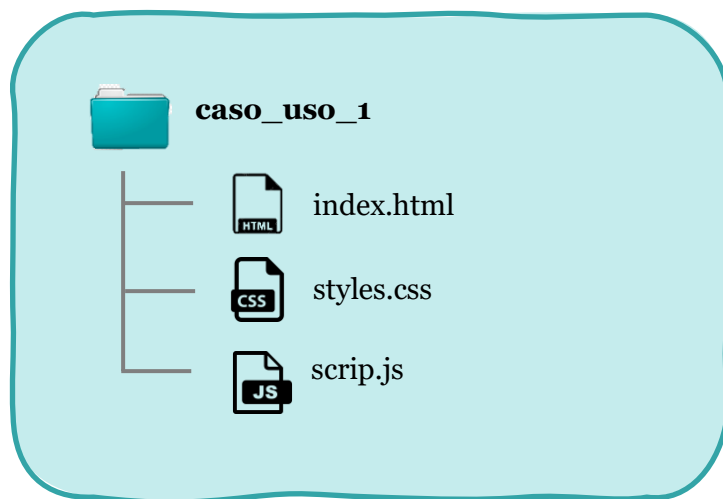 caso_uso_1
HTML
index.html
CSS
styles.css
JS
scrip.js